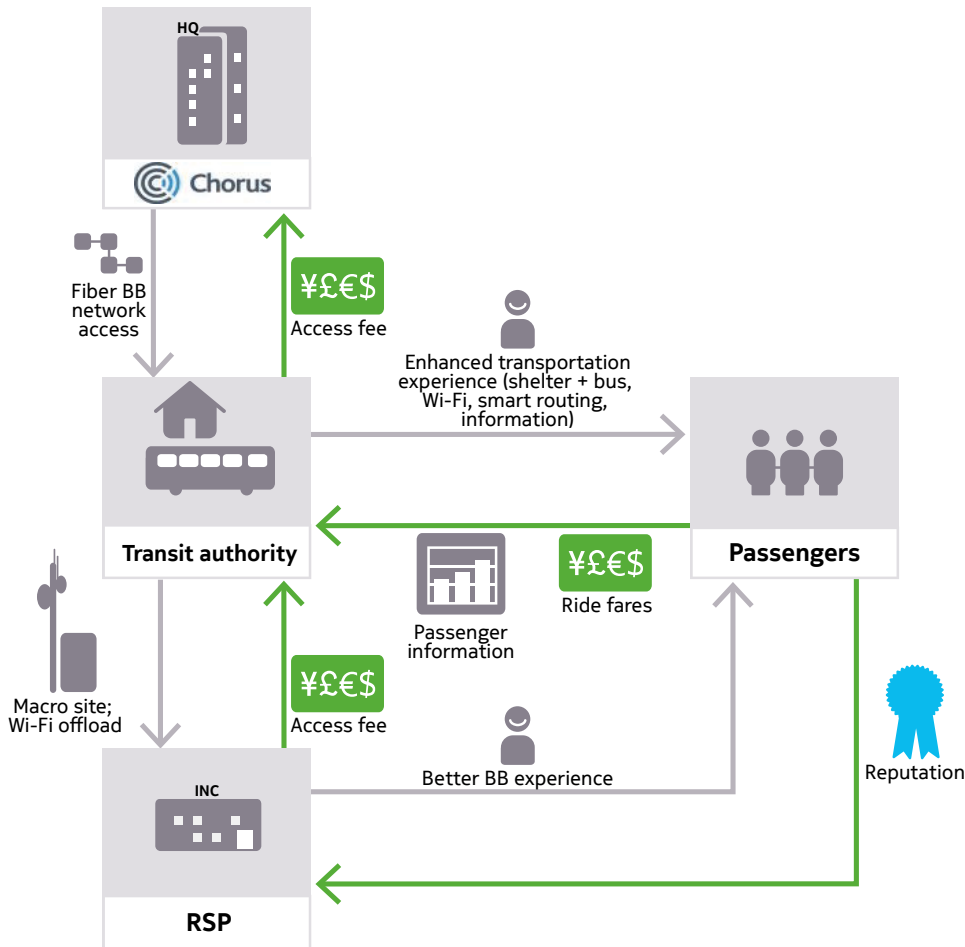 HQ
Chorus
Fiber BB
network
access
¥£€$
Access fee
Enhanced transportation
experience (shelter + bus,
Wi-Fi, smart routing,
information)
Transit authority
Passengers
Passenger
information
¥£€$
Ride fares
Macro site;
Wi-Fi offload
¥£€$
Access fee
Better BB experience
Reputation
INC
RSP